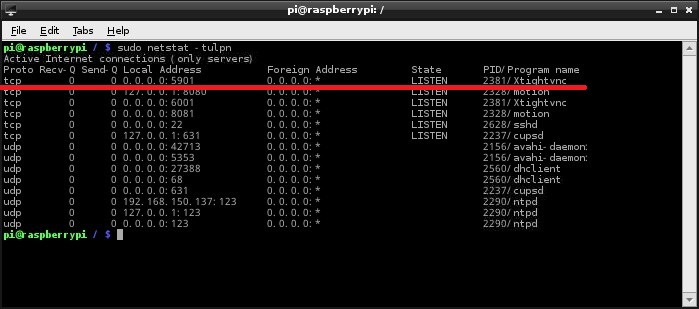 pi@raspberrypi: /
File Edit Tabs Help
pi@raspberrypi / $ sudo netstat -tulpn
Active Internet connections (only servers)
Proto Recv-Q Send-Q Local Address Foreign Address State PID/Program name
tcp 0 0 0.0.0.0:5901 0.0.0.0:* LISTEN 2381/Xtightvnc
tcp 0 0 127.0.0.1:8080 0.0.0.0:* LISTEN 2328/motion
tcp 0 0 0.0.0.0:6001 0.0.0.0:* LISTEN 2381/Xtightvnc
tcp 0 0 0.0.0.0:8081 0.0.0.0:* LISTEN 2328/motion
tcp 0 0 0.0.0.0:22 0.0.0.0:* LISTEN 2628/sshd
tcp 0 0 127.0.0.1:631 0.0.0.0:* LISTEN 2237/cupsd
udp 0 0 0.0.0.0:42713 0.0.0.0:* 2156/avahi-daemon:
udp 0 0 0.0.0.0:5353 0.0.0.0:* 2156/avahi-daemon:
udp 0 0 0.0.0.0:27388 0.0.0.0:* 2560/dhclient
udp 0 0 0.0.0.0:68 0.0.0.0:* 2560/dhclient
udp 0 0 0.0.0.0:631 0.0.0.0:* 2237/cupsd
udp 0 0 192.168.150.137:123 0.0.0.0:* 2290/ntpd
udp 0 0 127.0.0.1:123 0.0.0.0:* 2290/ntpd
udp 0 0 0.0.0.0:123 0.0.0.0:* 2290/ntpd
pi@raspberrypi / $